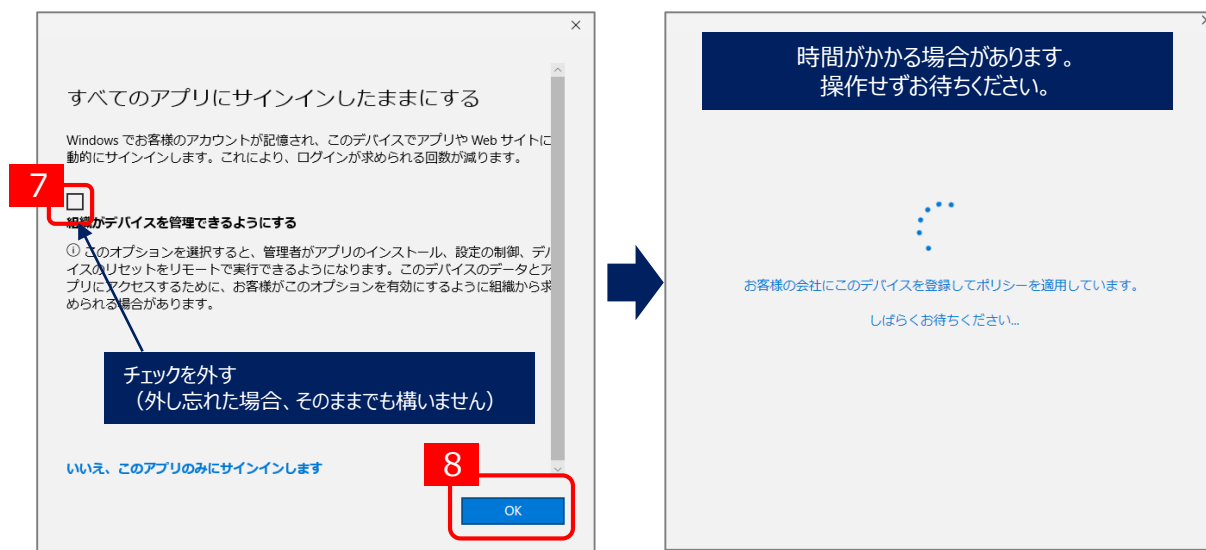 ×
すべてのアプリにサインインしたままにする
Windows でお客様のアカウントが記憶され、このデバイスでアプリや Web サイトに
動的にサインインします。これにより、ログインが求められる回数が減ります。
7
組織がデバイスを管理できるようにする
ⓘ このオプションを選択すると、管理者がアプリのインストール、設定の制御、デバ
イスのリセットをリモートで実行できるようになります。このデバイスのデータとア
プリにアクセスするために、お客様がこのオプションを有効にするように組織から求
められる場合があります。
チェックを外す
（外し忘れた場合、そのままでも構いません）
いいえ、このアプリのみにサインインします
8
OK
×
時間がかかる場合があります。
操作せずお待ちください。
お客様の会社にこのデバイスを登録してポリシーを適用しています。
しばらくお待ちください...